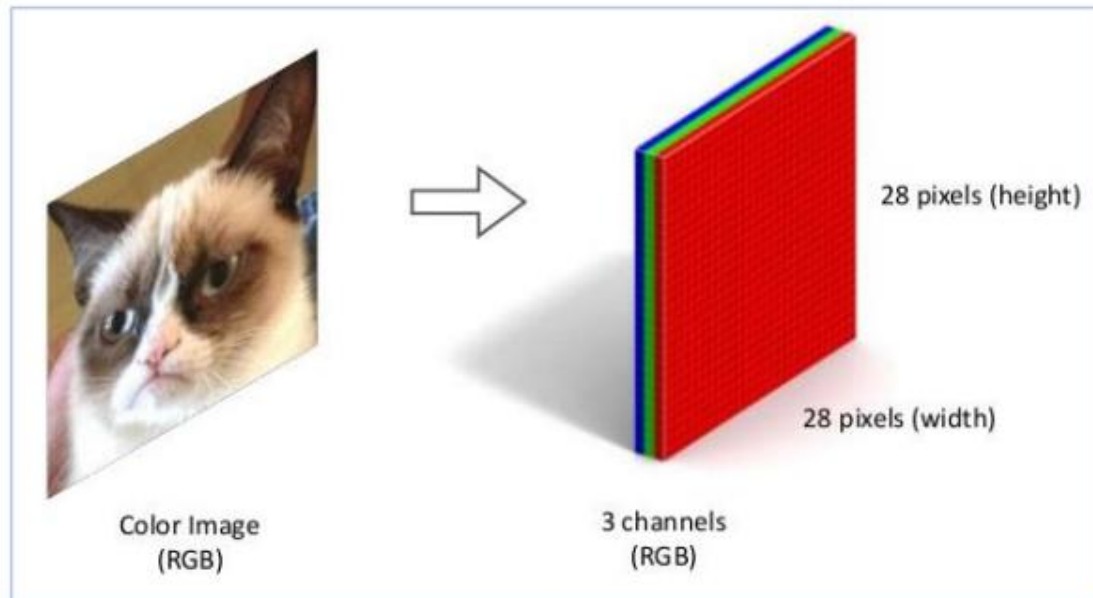 28 pixels (height)
28 pixels (width)
Color Image
(RGB)
3 channels
(RGB)